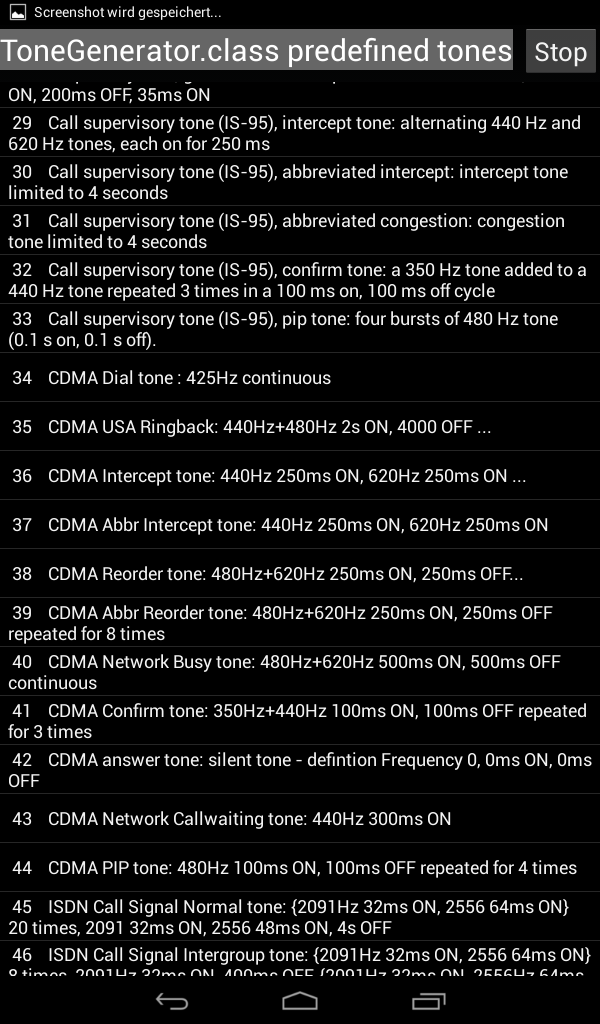 Screenshot wird gespeichert...
ToneGenerator.class predefined tones
Stop
ON, 200ms OFF, 35ms ON
29 Call supervisory tone (IS-95), intercept tone: alternating 440 Hz and
620 Hz tones, each on for 250 ms
30 Call supervisory tone (IS-95), abbreviated intercept: intercept tone
limited to 4 seconds
31 Call supervisory tone (IS-95), abbreviated congestion: congestion
tone limited to 4 seconds
32 Call supervisory tone (IS-95), confirm tone: a 350 Hz tone added to a
440 Hz tone repeated 3 times in a 100 ms on, 100 ms off cycle
33 Call supervisory tone (IS-95), pip tone: four bursts of 480 Hz tone
(0.1 s on, 0.1 s off).
34 CDMA Dial tone : 425Hz continuous
35 CDMA USA Ringback: 440Hz+480Hz 2s ON, 4000 OFF ...
36 CDMA Intercept tone: 440Hz 250ms ON, 620Hz 250ms ON ...
37 CDMA Abbr Intercept tone: 440Hz 250ms ON, 620Hz 250ms ON
38 CDMA Reorder tone: 480Hz+620Hz 250ms ON, 250ms OFF...
39 CDMA Abbr Reorder tone: 480Hz+620Hz 250ms ON, 250ms OFF
repeated for 8 times
40 CDMA Network Busy tone: 480Hz+620Hz 500ms ON, 500ms OFF
continuous
41 CDMA Confirm tone: 350Hz+440Hz 100ms ON, 100ms OFF repeated
for 3 times
42 CDMA answer tone: silent tone - defintion Frequency 0, 0ms ON, 0ms
OFF
43 CDMA Network Callwaiting tone: 440Hz 300ms ON
44 CDMA PIP tone: 480Hz 100ms ON, 100ms OFF repeated for 4 times
45 ISDN Call Signal Normal tone: {2091Hz 32ms ON, 2556 64ms ON}
20 times, 2091 32ms ON, 2556 48ms ON, 4s OFF
46 ISDN Call Signal Intergroup tone: {2091Hz 32ms ON, 2556 64ms ON}
8 times, 2091Hz 32ms ON, 400ms OFF, {2091Hz 32ms ON, 2556Hz 64ms